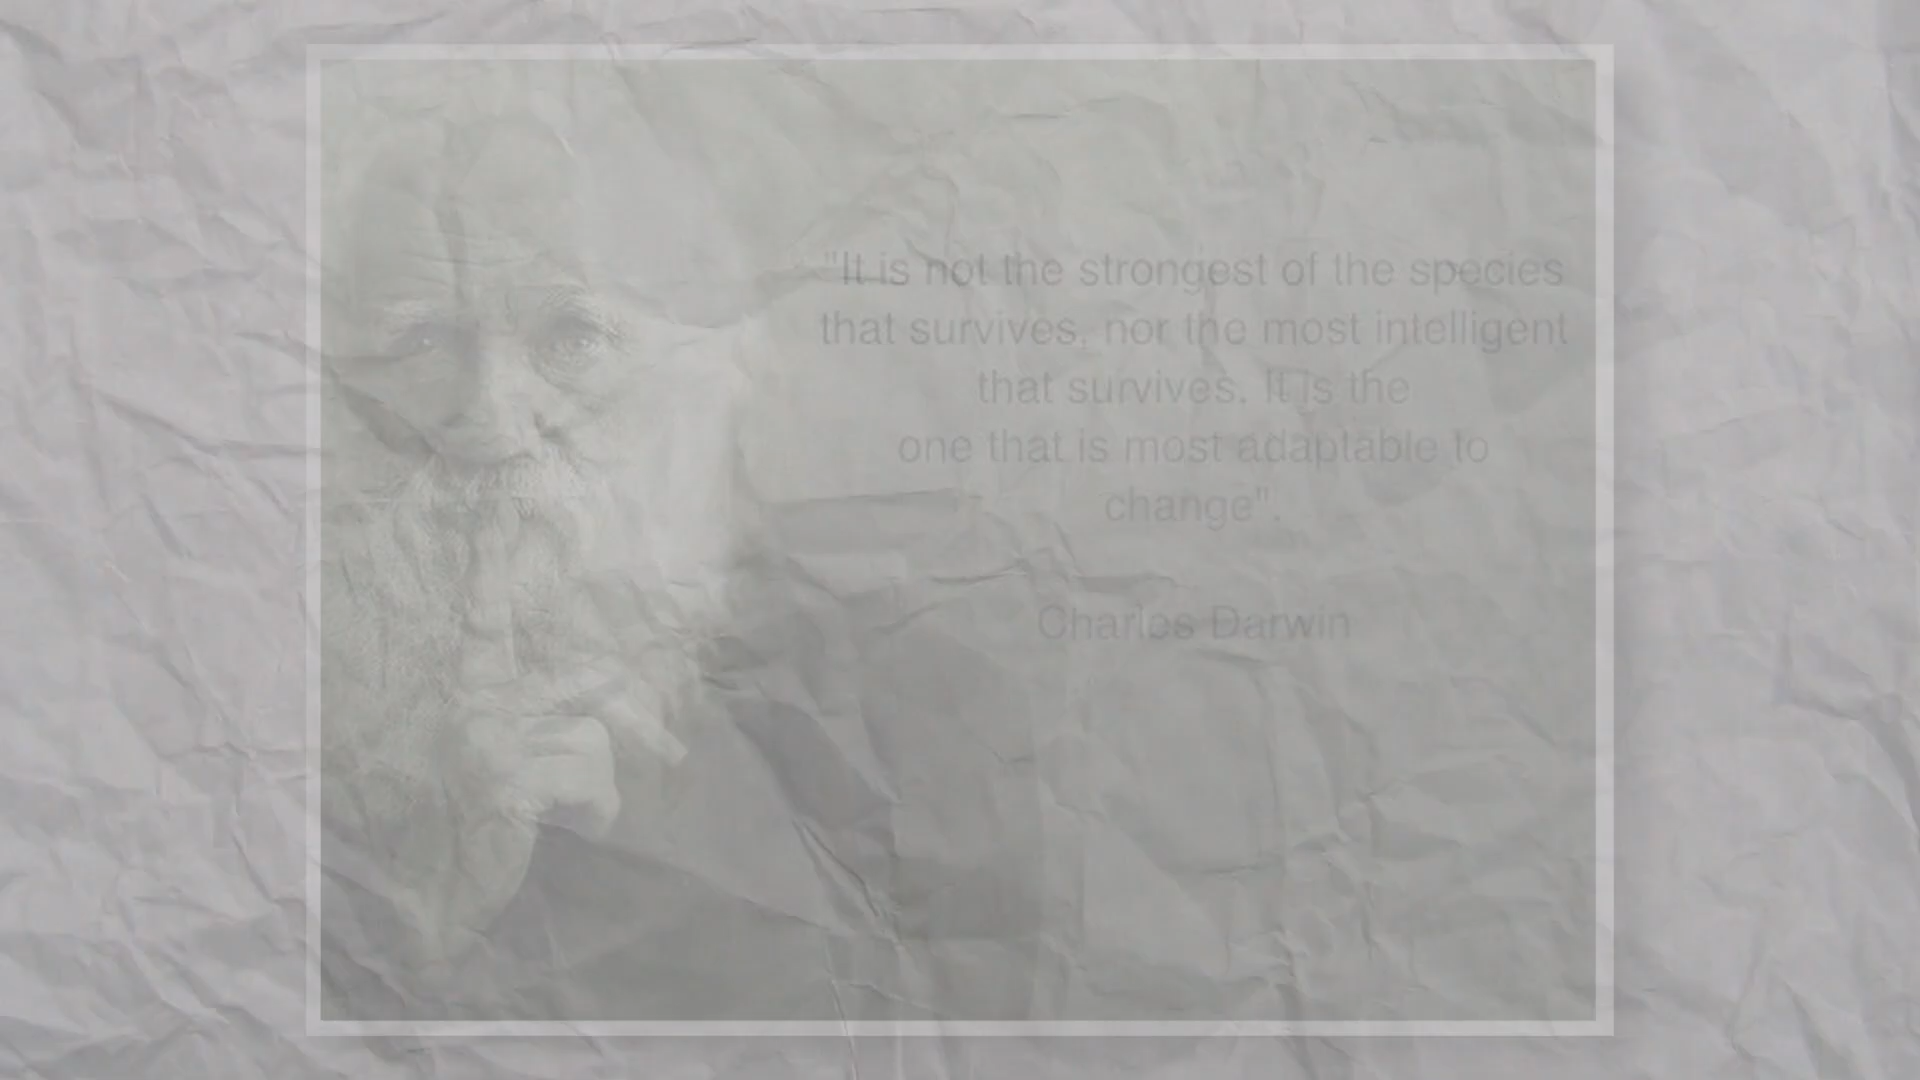 "It is not the strongest of the species
that survives, nor the most intelligent
that survives. It is the
one that is most adaptable to
change".
Charles Darwin